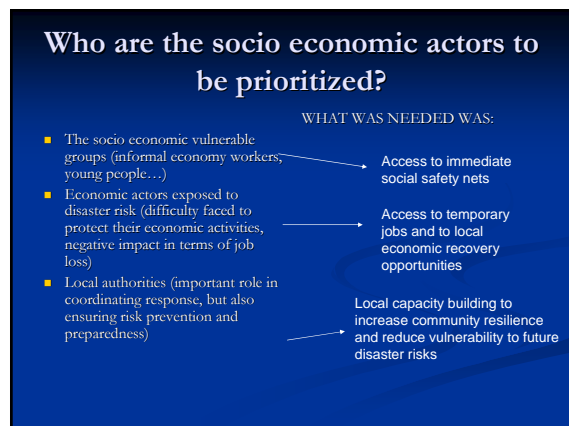 Who are the socio economic actors to
be prioritized?
WHAT WAS NEEDED WAS:
The socio economic vulnerable
groups (informal economy workers,
young people…)
Economic actors exposed to
disaster risk (difficulty faced to
protect their economic activities,
negative impact in terms of job
loss)
Local authorities (important role in
coordinating response, but also
ensuring risk prevention and
preparedness)
Access to immediate
social safety nets
Access to temporary
jobs and to local
economic recovery
opportunities
Local capacity building to
increase community resilience
and reduce vulnerability to future
disaster risks